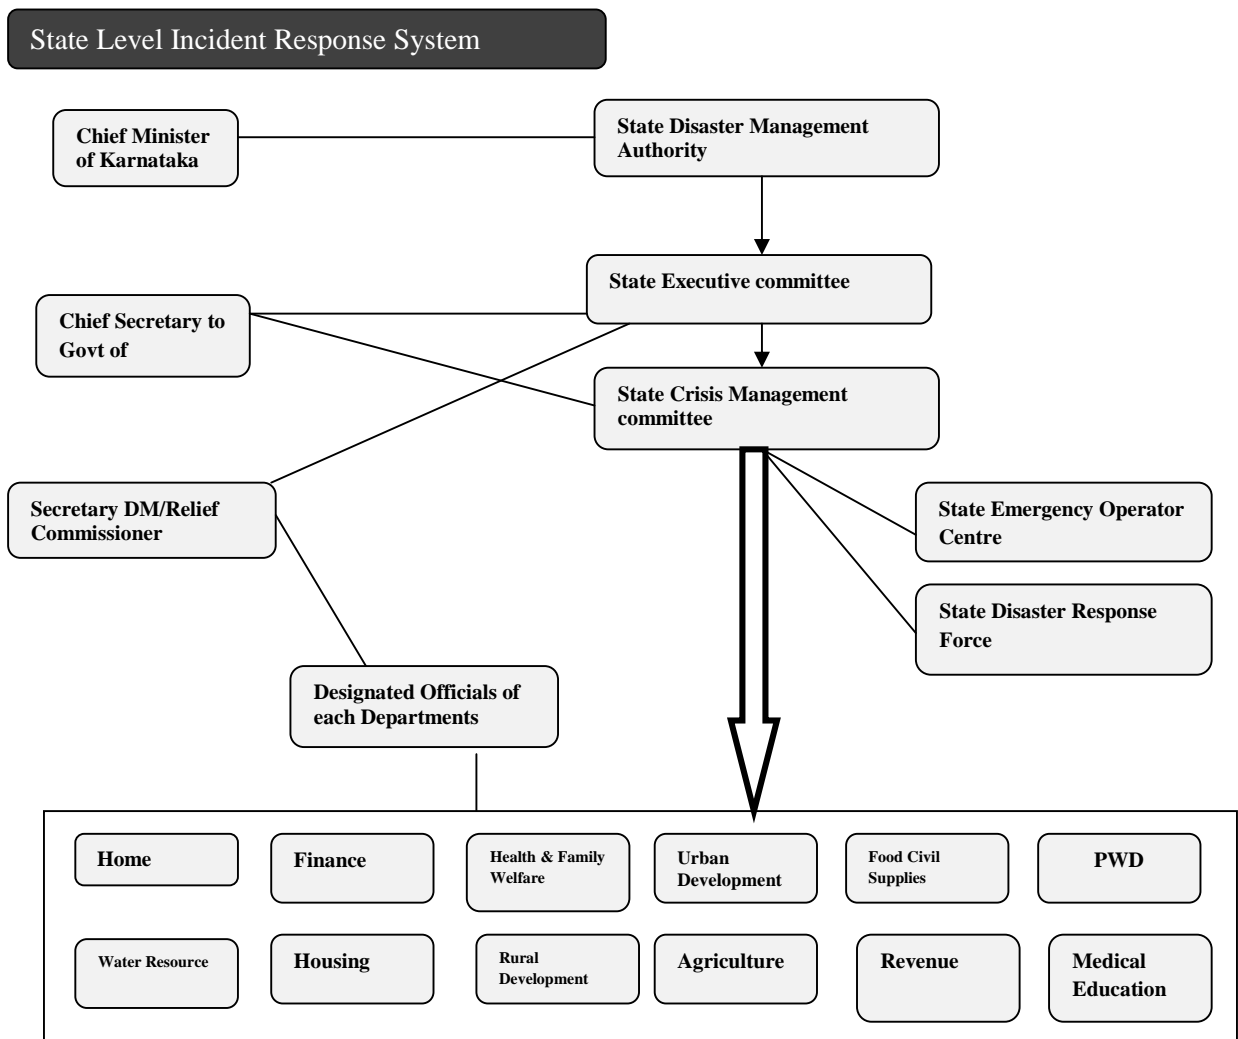 State Level Incident Response System
Chief Minister
of Karnataka
State Disaster Management
Authority
State Executive committee
Chief Secretary to
Govt of
State Crisis Management
committee
Secretary DM/Relief
Commissioner
State Emergency Operator
Centre
State Disaster Response
Force
Designated Officials of
each Departments
Home
Finance
Health & Family
Welfare
Urban
Development
Food Civil
Supplies
PWD
Water Resource
Housing
Rural
Development
Agriculture
Revenue
Medical
Education